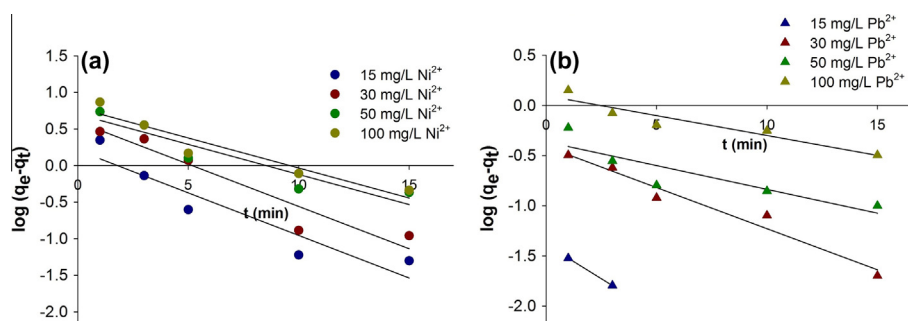 (a)
15 mg/L Ni²⁺
30 mg/L Ni²⁺
50 mg/L Ni²⁺
100 mg/L Ni²⁺
1.5
1.0
0.5
0.0
-0.5
-1.0
-1.5
-2.0
0
5
10
15
t (min)
log (qe-qt)
(b)
15 mg/L Pb²⁺
30 mg/L Pb²⁺
50 mg/L Pb²⁺
100 mg/L Pb²⁺
0.5
0.0
-0.5
-1.0
-1.5
-2.0
0
5
10
15
t (min)
log (qe-qt)